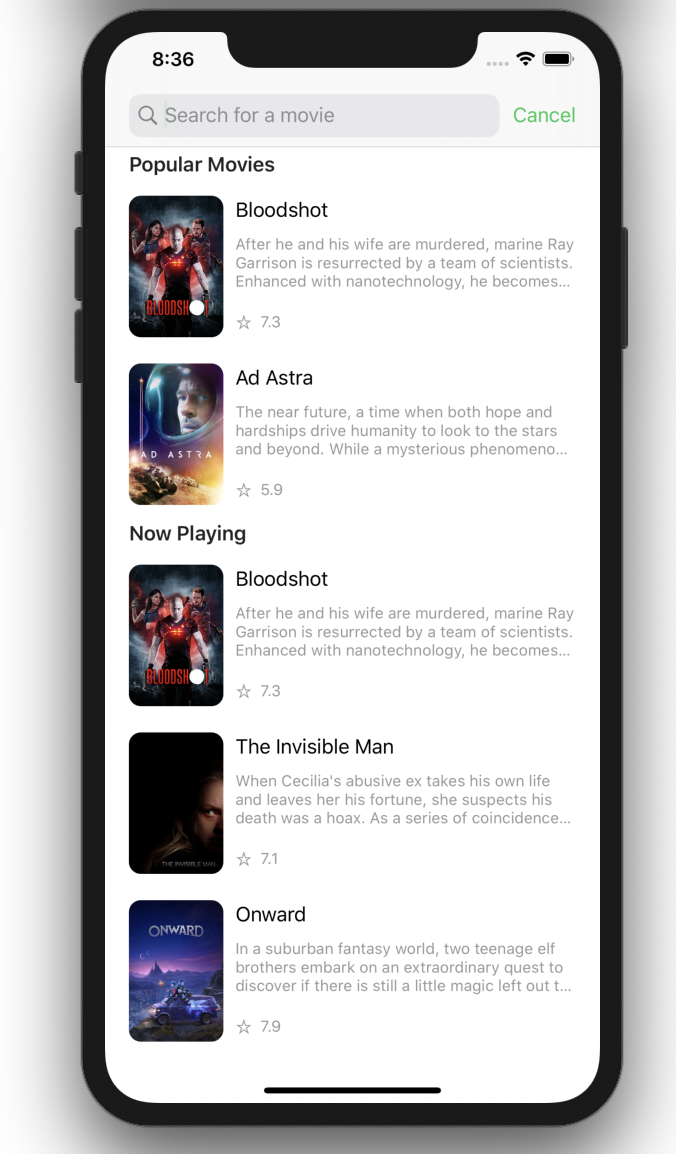 8:36
Search for a movie
Cancel
Popular Movies
BLOODSHOT
Bloodshot
After he and his wife are murdered, marine Ray
Garrison is resurrected by a team of scientists.
Enhanced with nanotechnology, he becomes...
7.3
AD ASTRA
Ad Astra
The near future, a time when both hope and
hardships drive humanity to look to the stars
and beyond. While a mysterious phenomeno...
5.9
Now Playing
BLOODSHOT
Bloodshot
After he and his wife are murdered, marine Ray
Garrison is resurrected by a team of scientists.
Enhanced with nanotechnology, he becomes...
7.3
THE INVISIBLE MAN
The Invisible Man
When Cecilia's abusive ex takes his own life
and leaves her his fortune, she suspects his
death was a hoax. As a series of coincidence...
7.1
ONWARD
Onward
In a suburban fantasy world, two teenage elf
brothers embark on an extraordinary quest to
discover if there is still a little magic left out t...
7.9